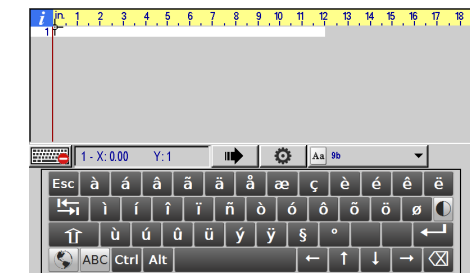 i in. 1 2 3 4 5 6 7 8 9 10 11 12 13 14 15 16 17 18
1
1 - X: 0.00 Y: 1 Aa 9b
Esc à á â ã ä å æ ç è é ê ë
ì í î ï ñ ò ó ô õ ö ø
ù ú û ü ý ÿ § °
ABC Ctrl Alt ← ↑ ↓ →